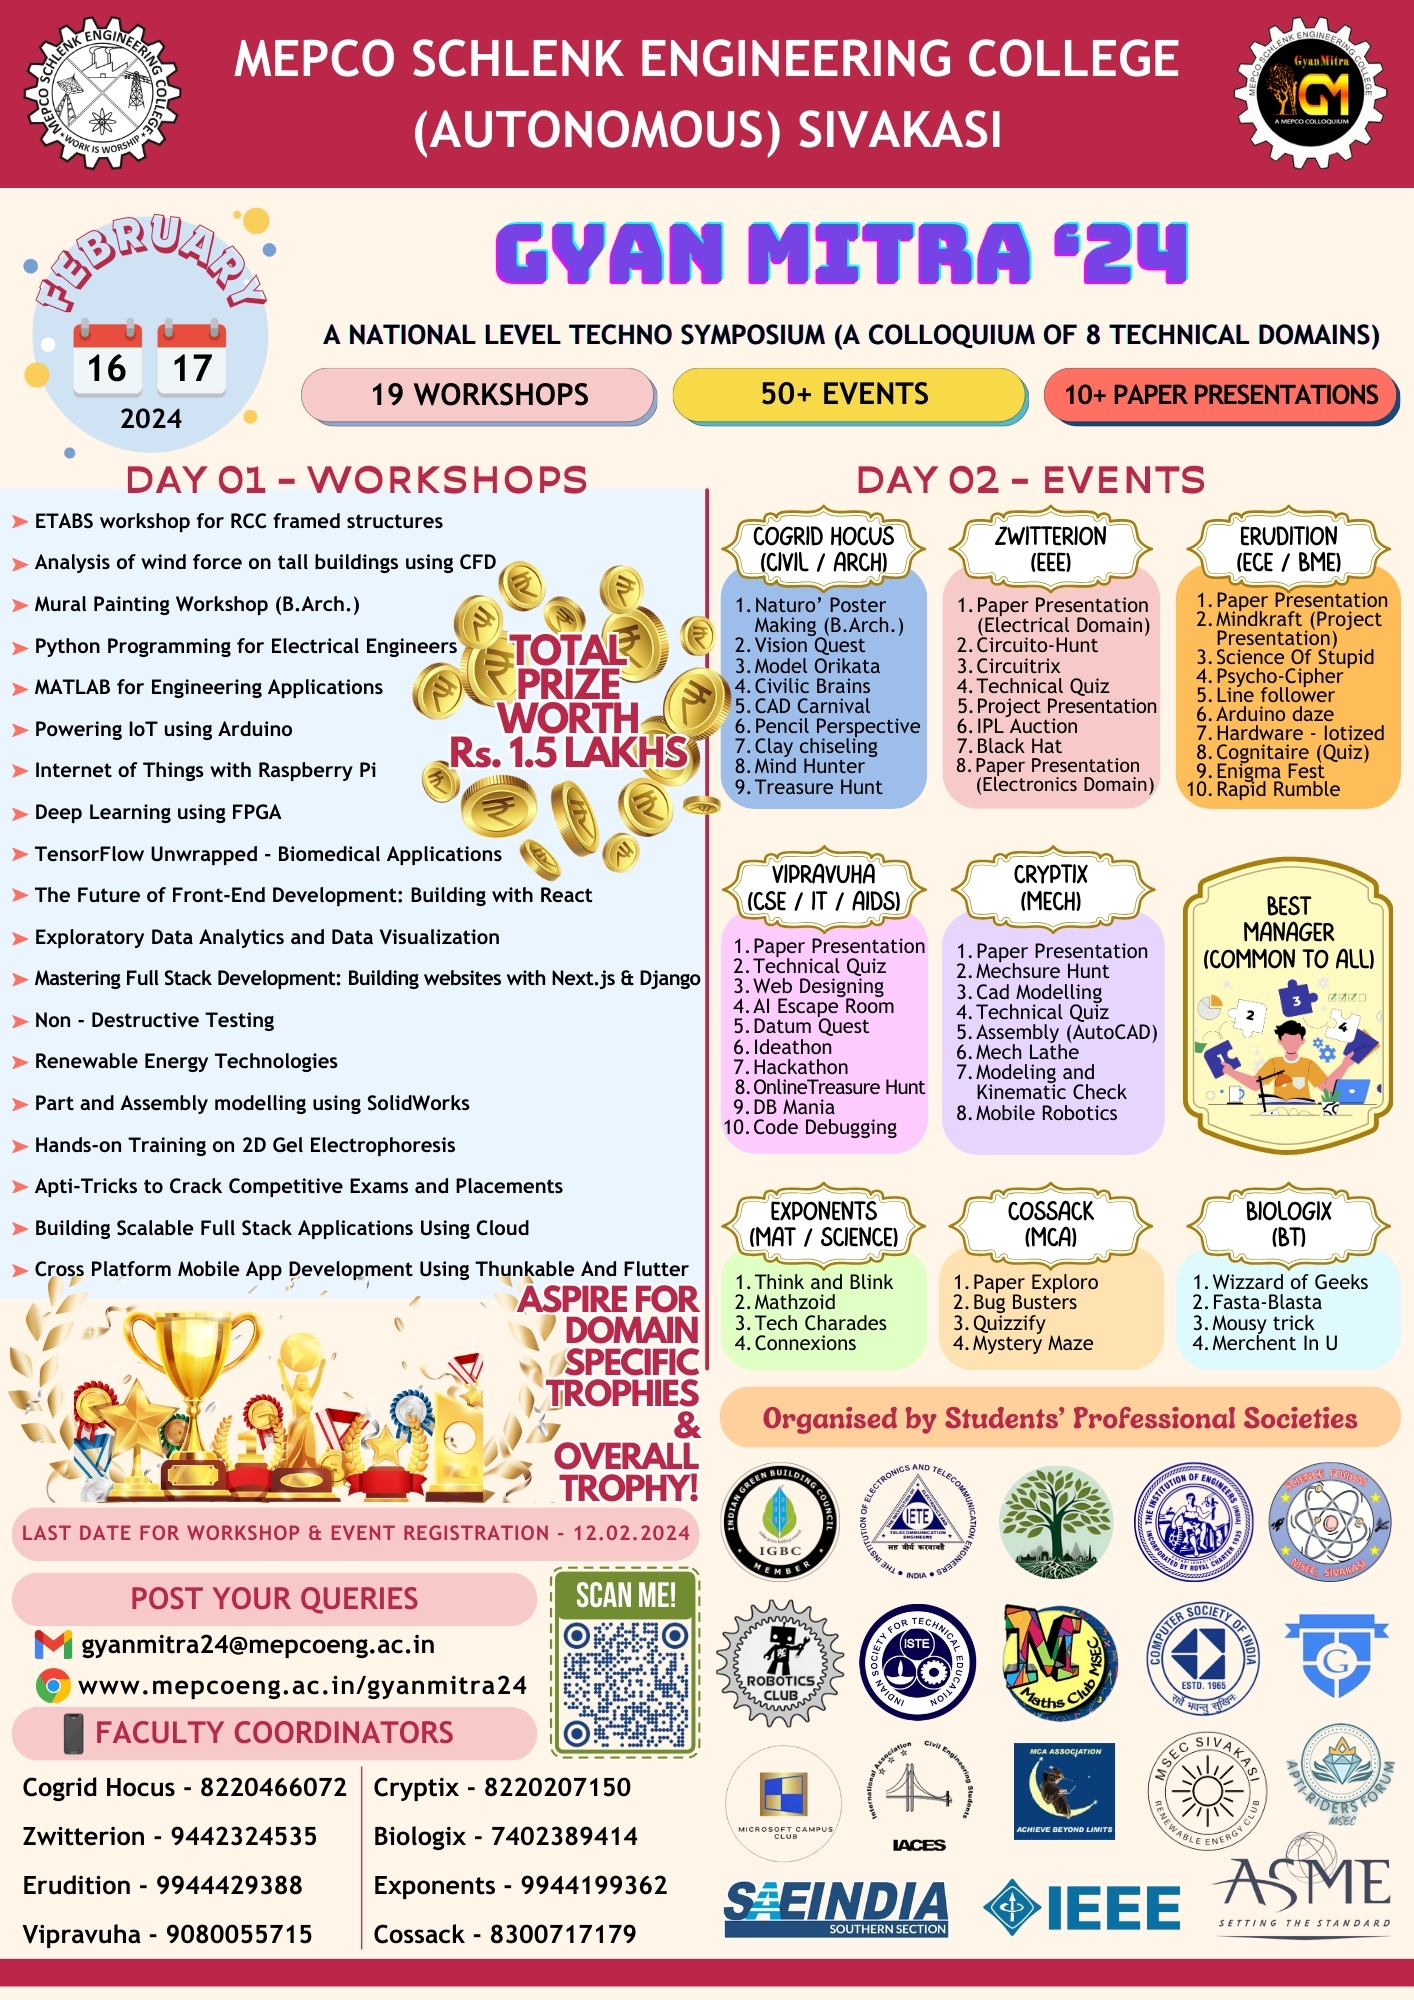 MEPCO SCHLENK ENGINEERING COLLEGE
(AUTONOMOUS) SIVAKASI
MEPCO SCHLENK ENGINEERING COLLEGE
WORK IS WORSHIP
MEPCO SCHLENK ENGINEERING COLLEGE
GyanMitra
GM
A MEPCO COLLOQUIUM
FEBRUARY
16 17
2024
GYAN MITRA ‘24
A NATIONAL LEVEL TECHNO SYMPOSIUM (A COLLOQUIUM OF 8 TECHNICAL DOMAINS)
19 WORKSHOPS
50+ EVENTS
10+ PAPER PRESENTATIONS
DAY 01 - WORKSHOPS
ETABS workshop for RCC framed structures
Analysis of wind force on tall buildings using CFD
Mural Painting Workshop (B.Arch.)
Python Programming for Electrical Engineers
MATLAB for Engineering Applications
Powering IoT using Arduino
Internet of Things with Raspberry Pi
Deep Learning using FPGA
TensorFlow Unwrapped - Biomedical Applications
The Future of Front-End Development: Building with React
Exploratory Data Analytics and Data Visualization
Mastering Full Stack Development: Building websites with Next.js & Django
Non - Destructive Testing
Renewable Energy Technologies
Part and Assembly modelling using SolidWorks
Hands-on Training on 2D Gel Electrophoresis
Apti-Tricks to Crack Competitive Exams and Placements
Building Scalable Full Stack Applications Using Cloud
Cross Platform Mobile App Development Using Thunkable And Flutter
TOTAL
PRIZE
WORTH
Rs. 1.5 LAKHS
ASPIRE FOR
DOMAIN
SPECIFIC
TROPHIES
&
OVERALL
TROPHY!
LAST DATE FOR WORKSHOP & EVENT REGISTRATION - 12.02.2024
POST YOUR QUERIES
gyanmitra24@mepcoeng.ac.in
www.mepcoeng.ac.in/gyanmitra24
SCAN ME!
FACULTY COORDINATORS
Cogrid Hocus - 8220466072
Zwitterion - 9442324535
Erudition - 9944429388
Vipravuha - 9080055715
Cryptix - 8220207150
Biologix - 7402389414
Exponents - 9944199362
Cossack - 8300717179
DAY 02 - EVENTS
COGRID HOCUS
(CIVIL / ARCH)
1. Naturo’ Poster
Making (B.Arch.)
2. Vision Quest
3. Model Orikata
4. Civilic Brains
5. CAD Carnival
6. Pencil Perspective
7. Clay chiseling
8. Mind Hunter
9. Treasure Hunt
ZWITTERION
(EEE)
1. Paper Presentation
(Electrical Domain)
2. Circuito-Hunt
3. Circuitrix
4. Technical Quiz
5. Project Presentation
6. IPL Auction
7. Black Hat
8. Paper Presentation
(Electronics Domain)
ERUDITION
(ECE / BME)
1. Paper Presentation
2. Mindkraft (Project
Presentation)
3. Science Of Stupid
4. Psycho-Cipher
5. Line follower
6. Arduino daze
7. Hardware - Iotized
8. Cognitaire (Quiz)
9. Enigma Fest
10. Rapid Rumble
VIPRAVUHA
(CSE / IT / AIDS)
1. Paper Presentation
2. Technical Quiz
3. Web Designing
4. AI Escape Room
5. Datum Quest
6. Ideathon
7. Hackathon
8. OnlineTreasure Hunt
9. DB Mania
10. Code Debugging
CRYPTIX
(MECH)
1. Paper Presentation
2. Mechsure Hunt
3. Cad Modelling
4. Technical Quiz
5. Assembly (AutoCAD)
6. Mech Lathe
7. Modeling and
Kinematic Check
8. Mobile Robotics
BEST
MANAGER
(COMMON TO ALL)
1 2 3 4
EXPONENTS
(MAT / SCIENCE)
1. Think and Blink
2. Mathzoid
3. Tech Charades
4. Connexions
COSSACK
(MCA)
1. Paper Exploro
2. Bug Busters
3. Quizzify
4. Mystery Maze
BIOLOGIX
(BT)
1. Wizzard of Geeks
2. Fasta-Blasta
3. Mousy trick
4. Merchent In U
Organised by Students’ Professional Societies
INDIAN GREEN BUILDING COUNCIL
IGBC
MEMBER
THE INSTITUTION OF ELECTRONICS AND TELECOMMUNICATION ENGINEERS
IETE
INDIA
THE INSTITUTION OF ENGINEERS (INDIA)
INCORPORATED BY ROYAL CHARTER 1935
SCIENCE FORUM
MSEC, SIVAKASI
ROBOTICS
CLUB
INDIAN SOCIETY FOR TECHNICAL EDUCATION
ISTE
M
Maths Club MSEC
COMPUTER SOCIETY OF INDIA
ESTD. 1965
G
MICROSOFT CAMPUS
CLUB
International Association Civil Engineering Students
IACES
MCA ASSOCIATION
ACHIEVE BEYOND LIMITS
MSEC SIVAKASI
RENEWABLE ENERGY CLUB
APTI RIDERS FORUM
MSEC
SAEINDIA
SOUTHERN SECTION
IEEE
ASME
SETTING THE STANDARD